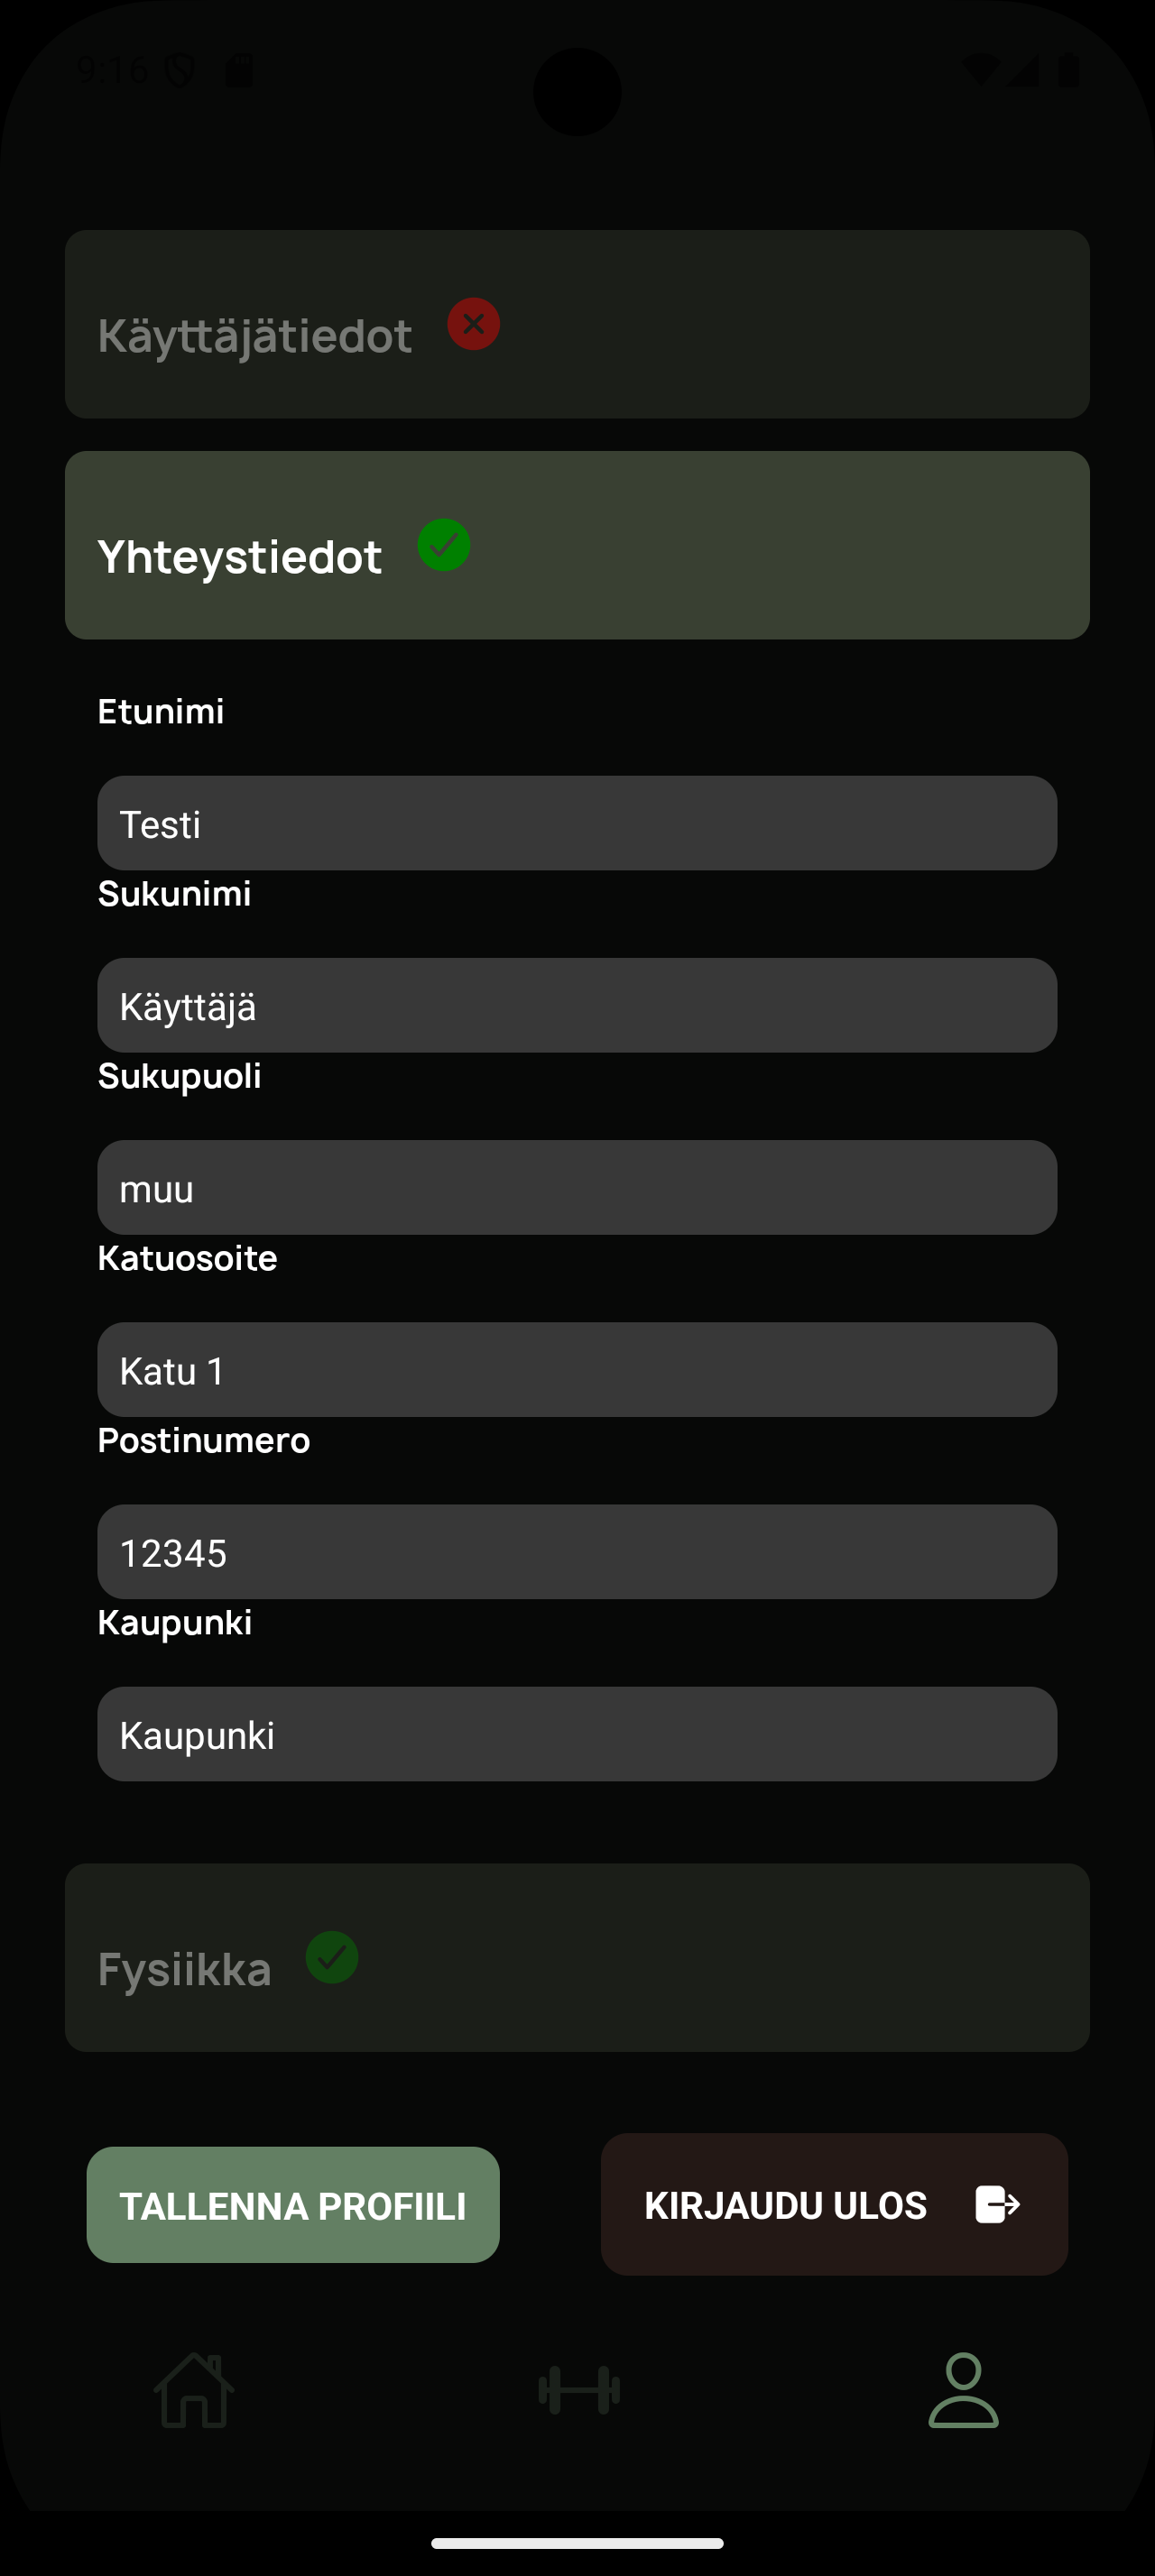 9:16
Käyttäjätiedot
Yhteystiedot
Etunimi
Testi
Sukunimi
Käyttäjä
Sukupuoli
muu
Katuosoite
Katu 1
Postinumero
12345
Kaupunki
Kaupunki
Fysiikka
TALLENNA PROFIILI
KIRJAUDU ULOS